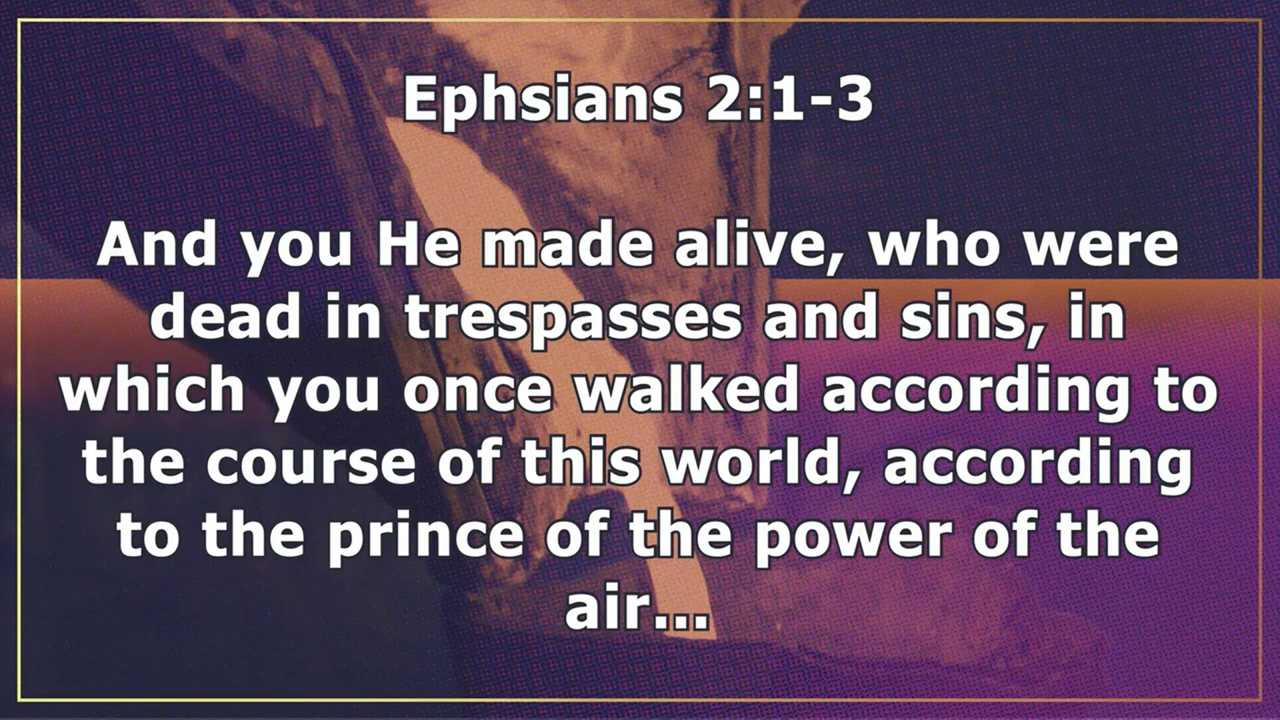 Ephsians 2:1-3
And you He made alive, who were
dead in trespasses and sins, in
which you once walked according to
the course of this world, according
to the prince of the power of the
air...